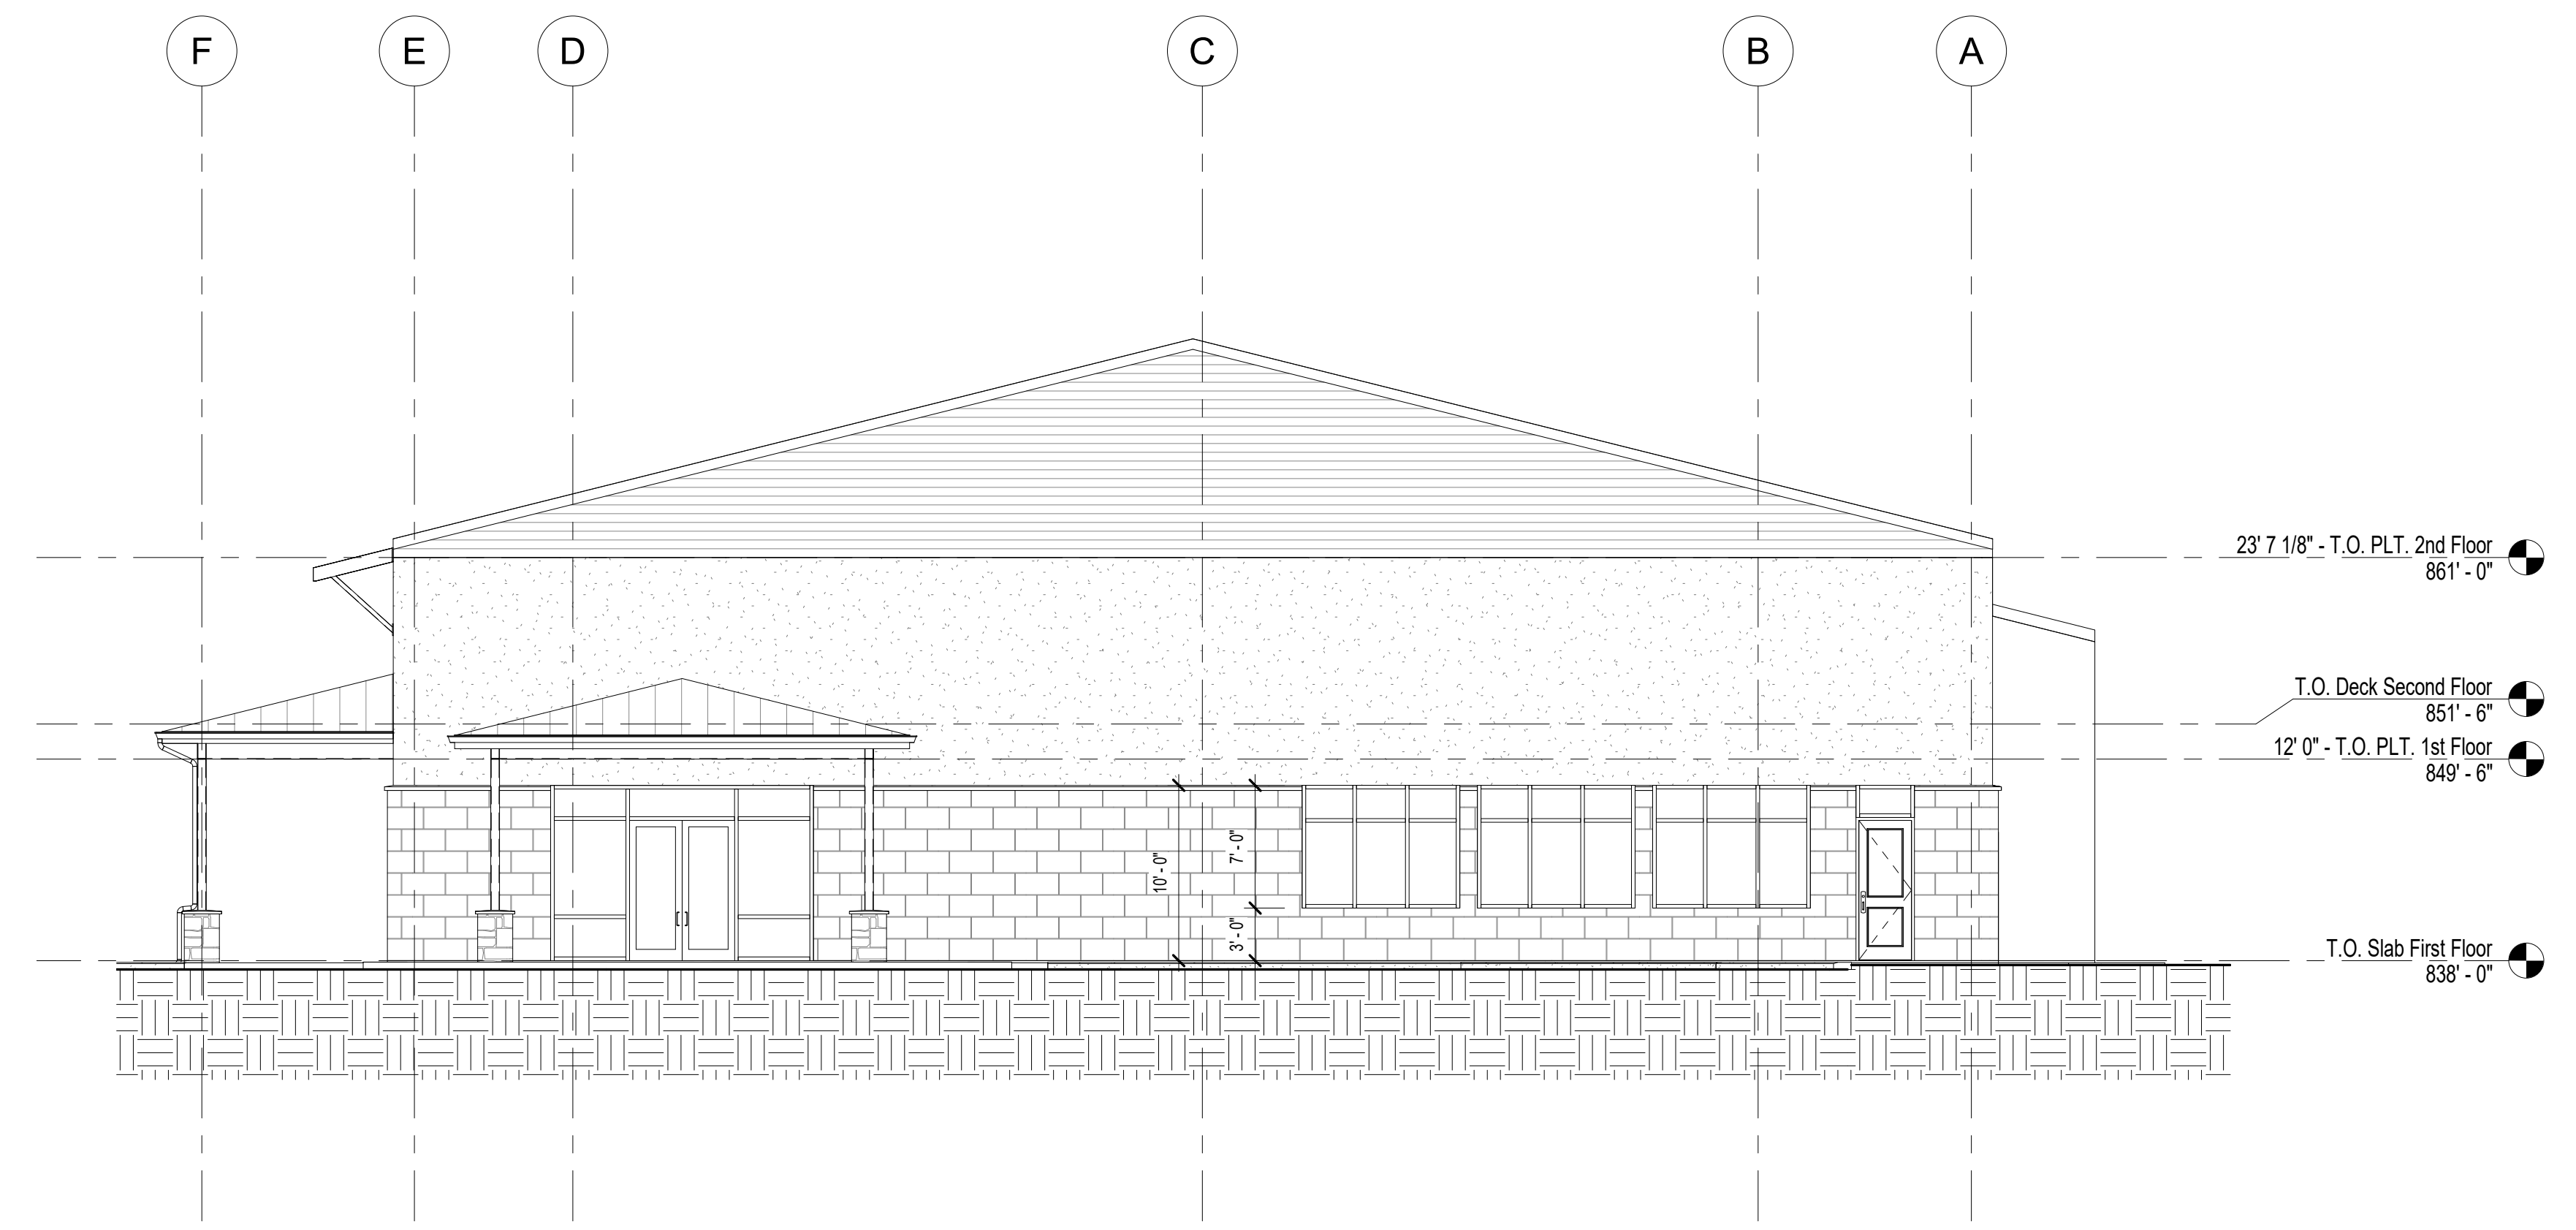 F E D C B A
23' 7 1/8" - T.O. PLT. 2nd Floor
861' - 0"
T.O. Deck Second Floor
851' - 6"
12' 0" - T.O. PLT. 1st Floor
849' - 6"
10' - 0"
7' - 0"
3' - 0"
T.O. Slab First Floor
838' - 0"